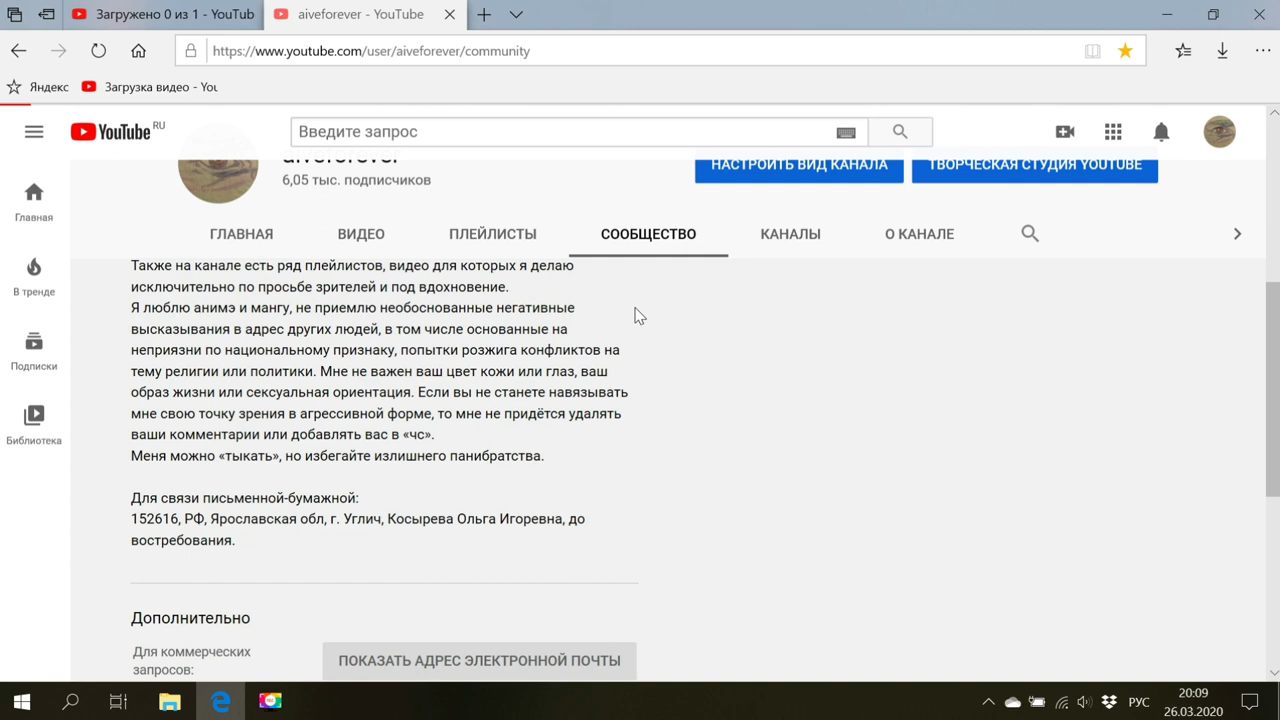 Загружено 0 из 1 - YouTub
aiveforever - YouTube
https://www.youtube.com/user/aiveforever/community
Яндекс
Загрузка видео - You
YouTube RU
Введите запрос
aiveforever
6,05 тыс. подписчиков
НАСТРОИТЬ ВИД КАНАЛА
ТВОРЧЕСКАЯ СТУДИЯ YOUTUBE
Главная
В тренде
Подписки
Библиотека
ГЛАВНАЯ
ВИДЕО
ПЛЕЙЛИСТЫ
СООБЩЕСТВО
КАНАЛЫ
О КАНАЛЕ
Также на канале есть ряд плейлистов, видео для которых я делаю
исключительно по просьбе зрителей и под вдохновение.
Я люблю анимэ и мангу, не приемлю необоснованные негативные
высказывания в адрес других людей, в том числе основанные на
неприязни по национальному признаку, попытки розжига конфликтов на
тему религии или политики. Мне не важен ваш цвет кожи или глаз, ваш
образ жизни или сексуальная ориентация. Если вы не станете навязывать
мне свою точку зрения в агрессивной форме, то мне не придётся удалять
ваши комментарии или добавлять вас в «чс».
Меня можно «тыкать», но избегайте излишнего панибратства.
Для связи письменной-бумажной:
152616, РФ, Ярославская обл, г. Углич, Косырева Ольга Игоревна, до
востребования.
Дополнительно
Для коммерческих
запросов:
ПОКАЗАТЬ АДРЕС ЭЛЕКТРОННОЙ ПОЧТЫ
РУС
20:09
26.03.2020